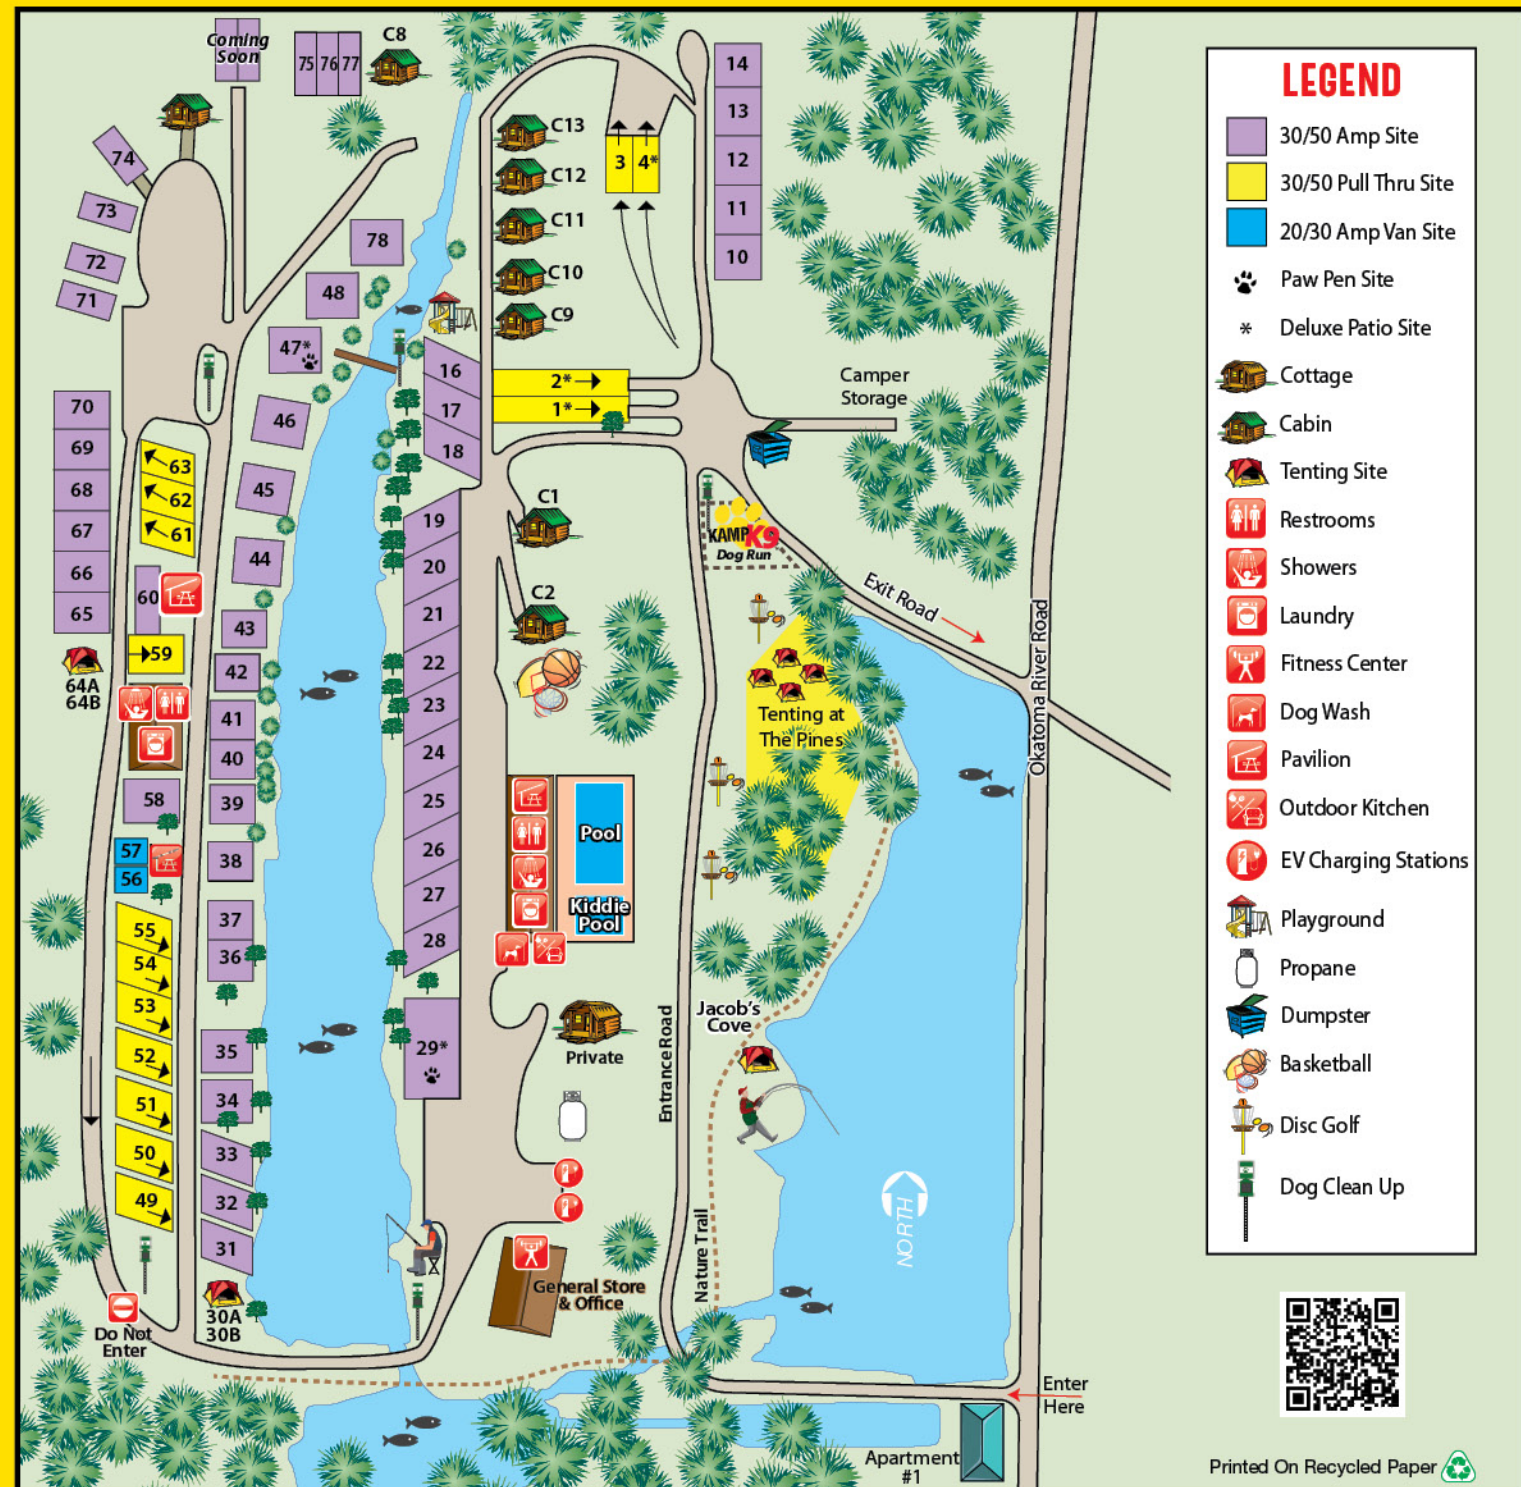 Coming
Soon
75 76 77
C8
74
73
72
71
78
48
47*
46
45
44
43
42
41
40
39
38
37
36
35
34
33
32
31
30A
30B
70
69
68
67
66
65
64A
64B
63
62
61
60
59
58
57
56
55
54
53
52
51
50
49
Do Not
Enter
C13
C12
C11
C10
C9
3 4*
14
13
12
11
10
16
17
18
2*
1*
19
20
21
22
23
24
25
26
27
28
29*
C1
C2
Camper
Storage
KAMP K9
Dog Run
Exit Road
Okatoma River Road
Tenting at
The Pines
Pool
Kiddie
Pool
Private
Jacob's
Cove
Entrance Road
Nature Trail
NORTH
General Store
& Office
Enter
Here
Apartment
#1
LEGEND
30/50 Amp Site
30/50 Pull Thru Site
20/30 Amp Van Site
Paw Pen Site
* Deluxe Patio Site
Cottage
Cabin
Tenting Site
Restrooms
Showers
Laundry
Fitness Center
Dog Wash
Pavilion
Outdoor Kitchen
EV Charging Stations
Playground
Propane
Dumpster
Basketball
Disc Golf
Dog Clean Up
Printed On Recycled Paper